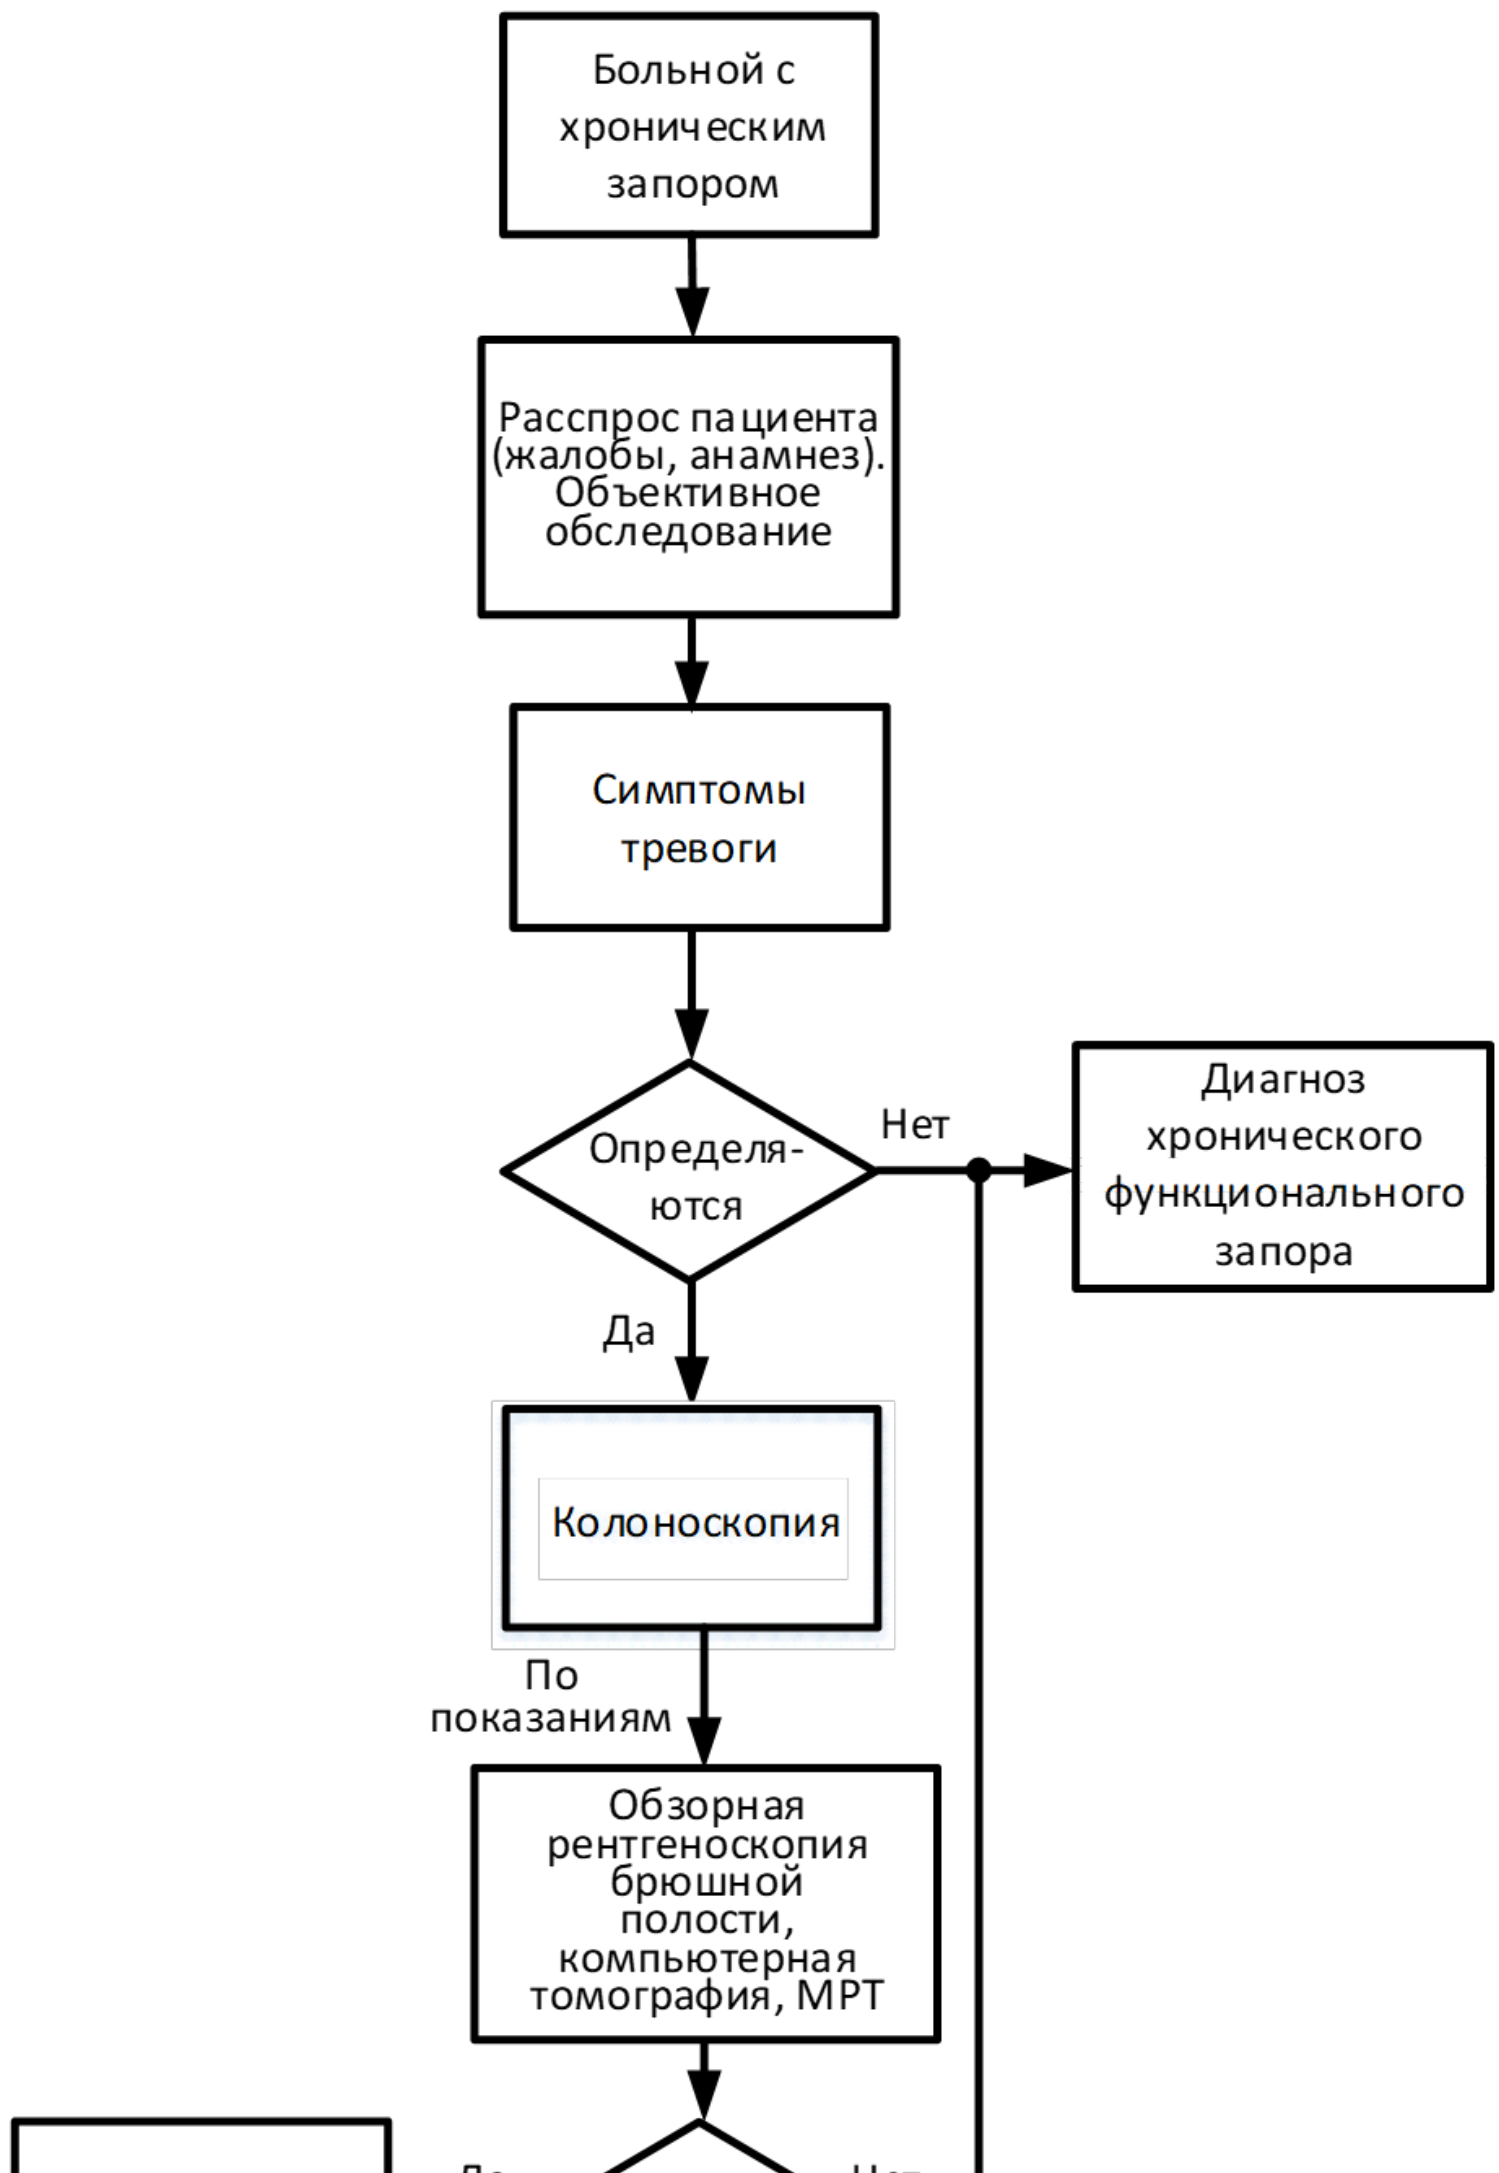 Больной с
хроническим
запором
Расспрос пациента
(жалобы, анамнез).
Объективное
обследование
Симптомы
тревоги
Определя-
ются
Нет
Диагноз
хронического
функционального
запора
Да
Колоноскопия
По
показаниям
Обзорная
рентгеноскопия
брюшной
полости,
компьютерная
томография, МРТ